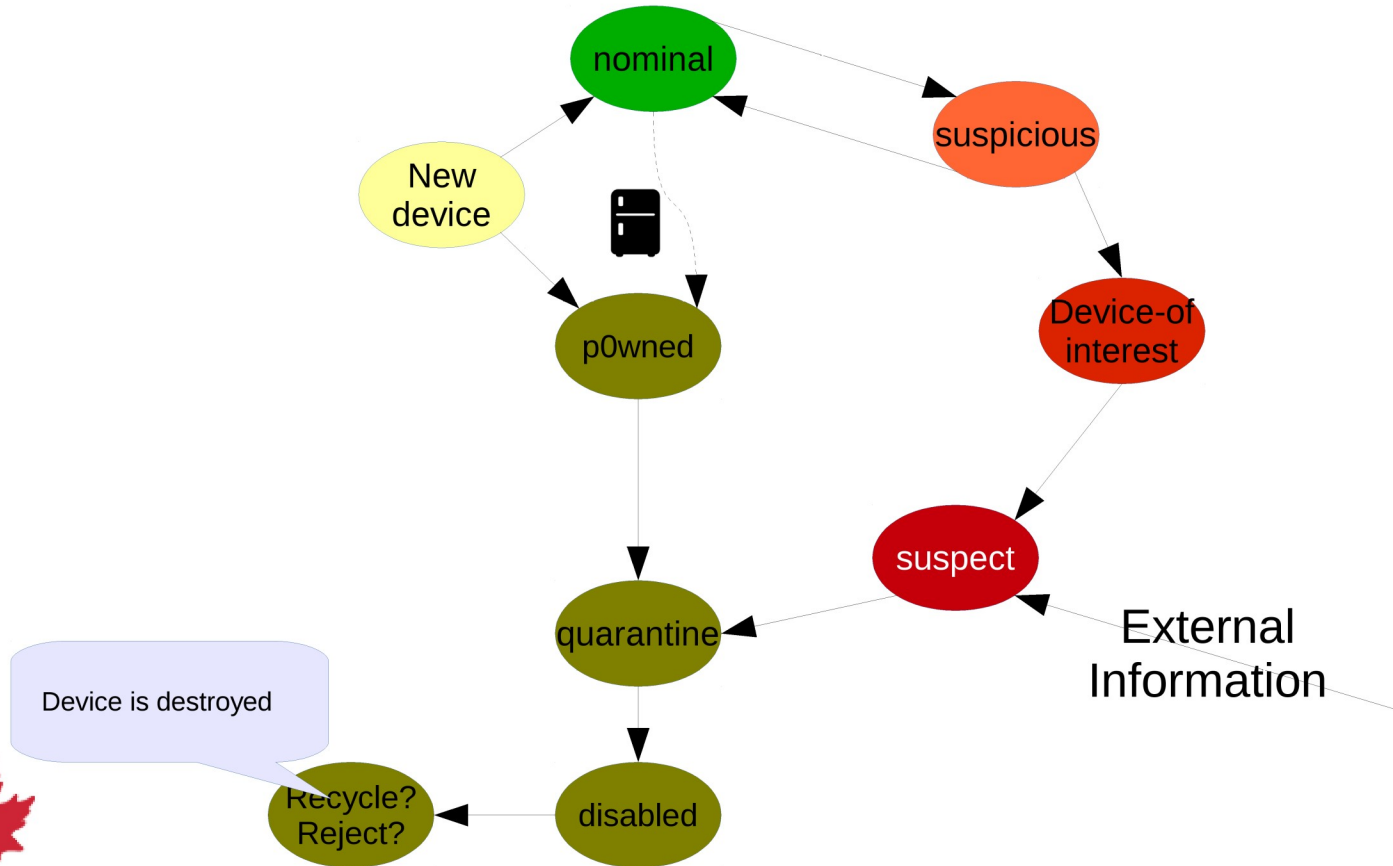 nominal
suspicious
New
device
Device-of
interest
p0wned
suspect
External
Information
quarantine
Device is destroyed
Recycle?
Reject?
disabled